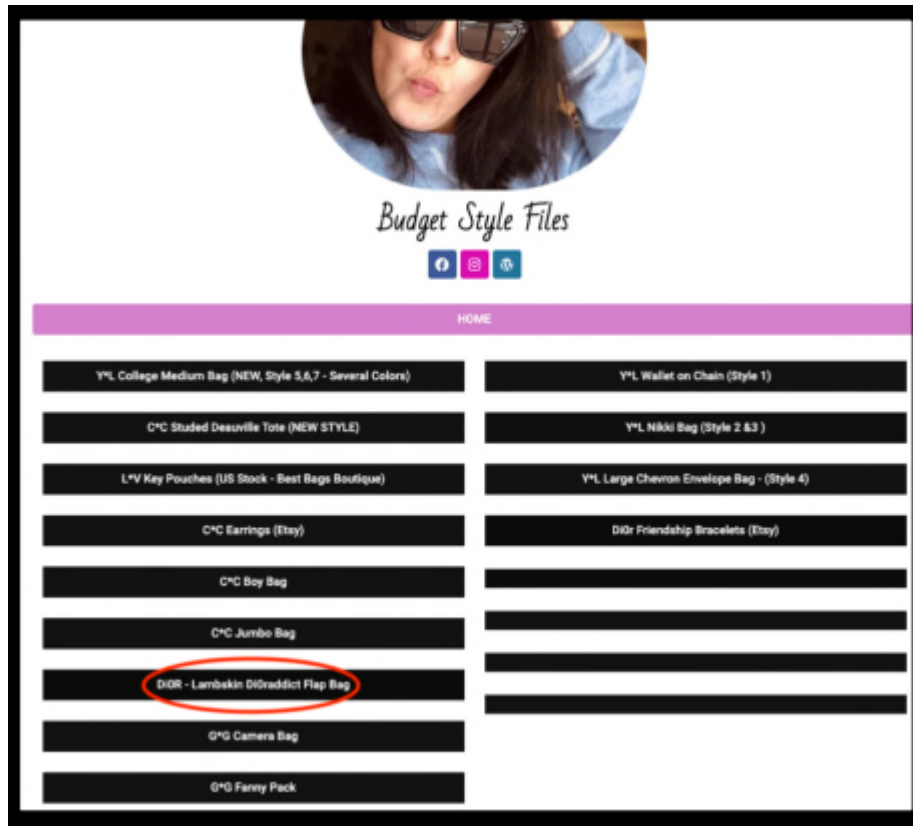 Budget Style Files
HOME
Y*L College Medium Bag (NEW, Style 5,6,7 - Several Colors)
Y*L Wallet on Chain (Style 1)
C*C Studed Deauville Tote (NEW STYLE)
Y*L Nikki Bag (Style 2 &3 )
L*V Key Pouches (US Stock - Best Bags Boutique)
Y*L Large Chevron Envelope Bag - (Style 4)
C*C Earrings (Etsy)
Di0r Friendship Bracelets (Etsy)
C*C Boy Bag
C*C Jumbo Bag
Di0R - Lambskin Di0raddict Flap Bag
G*G Camera Bag
G*G Fanny Pack